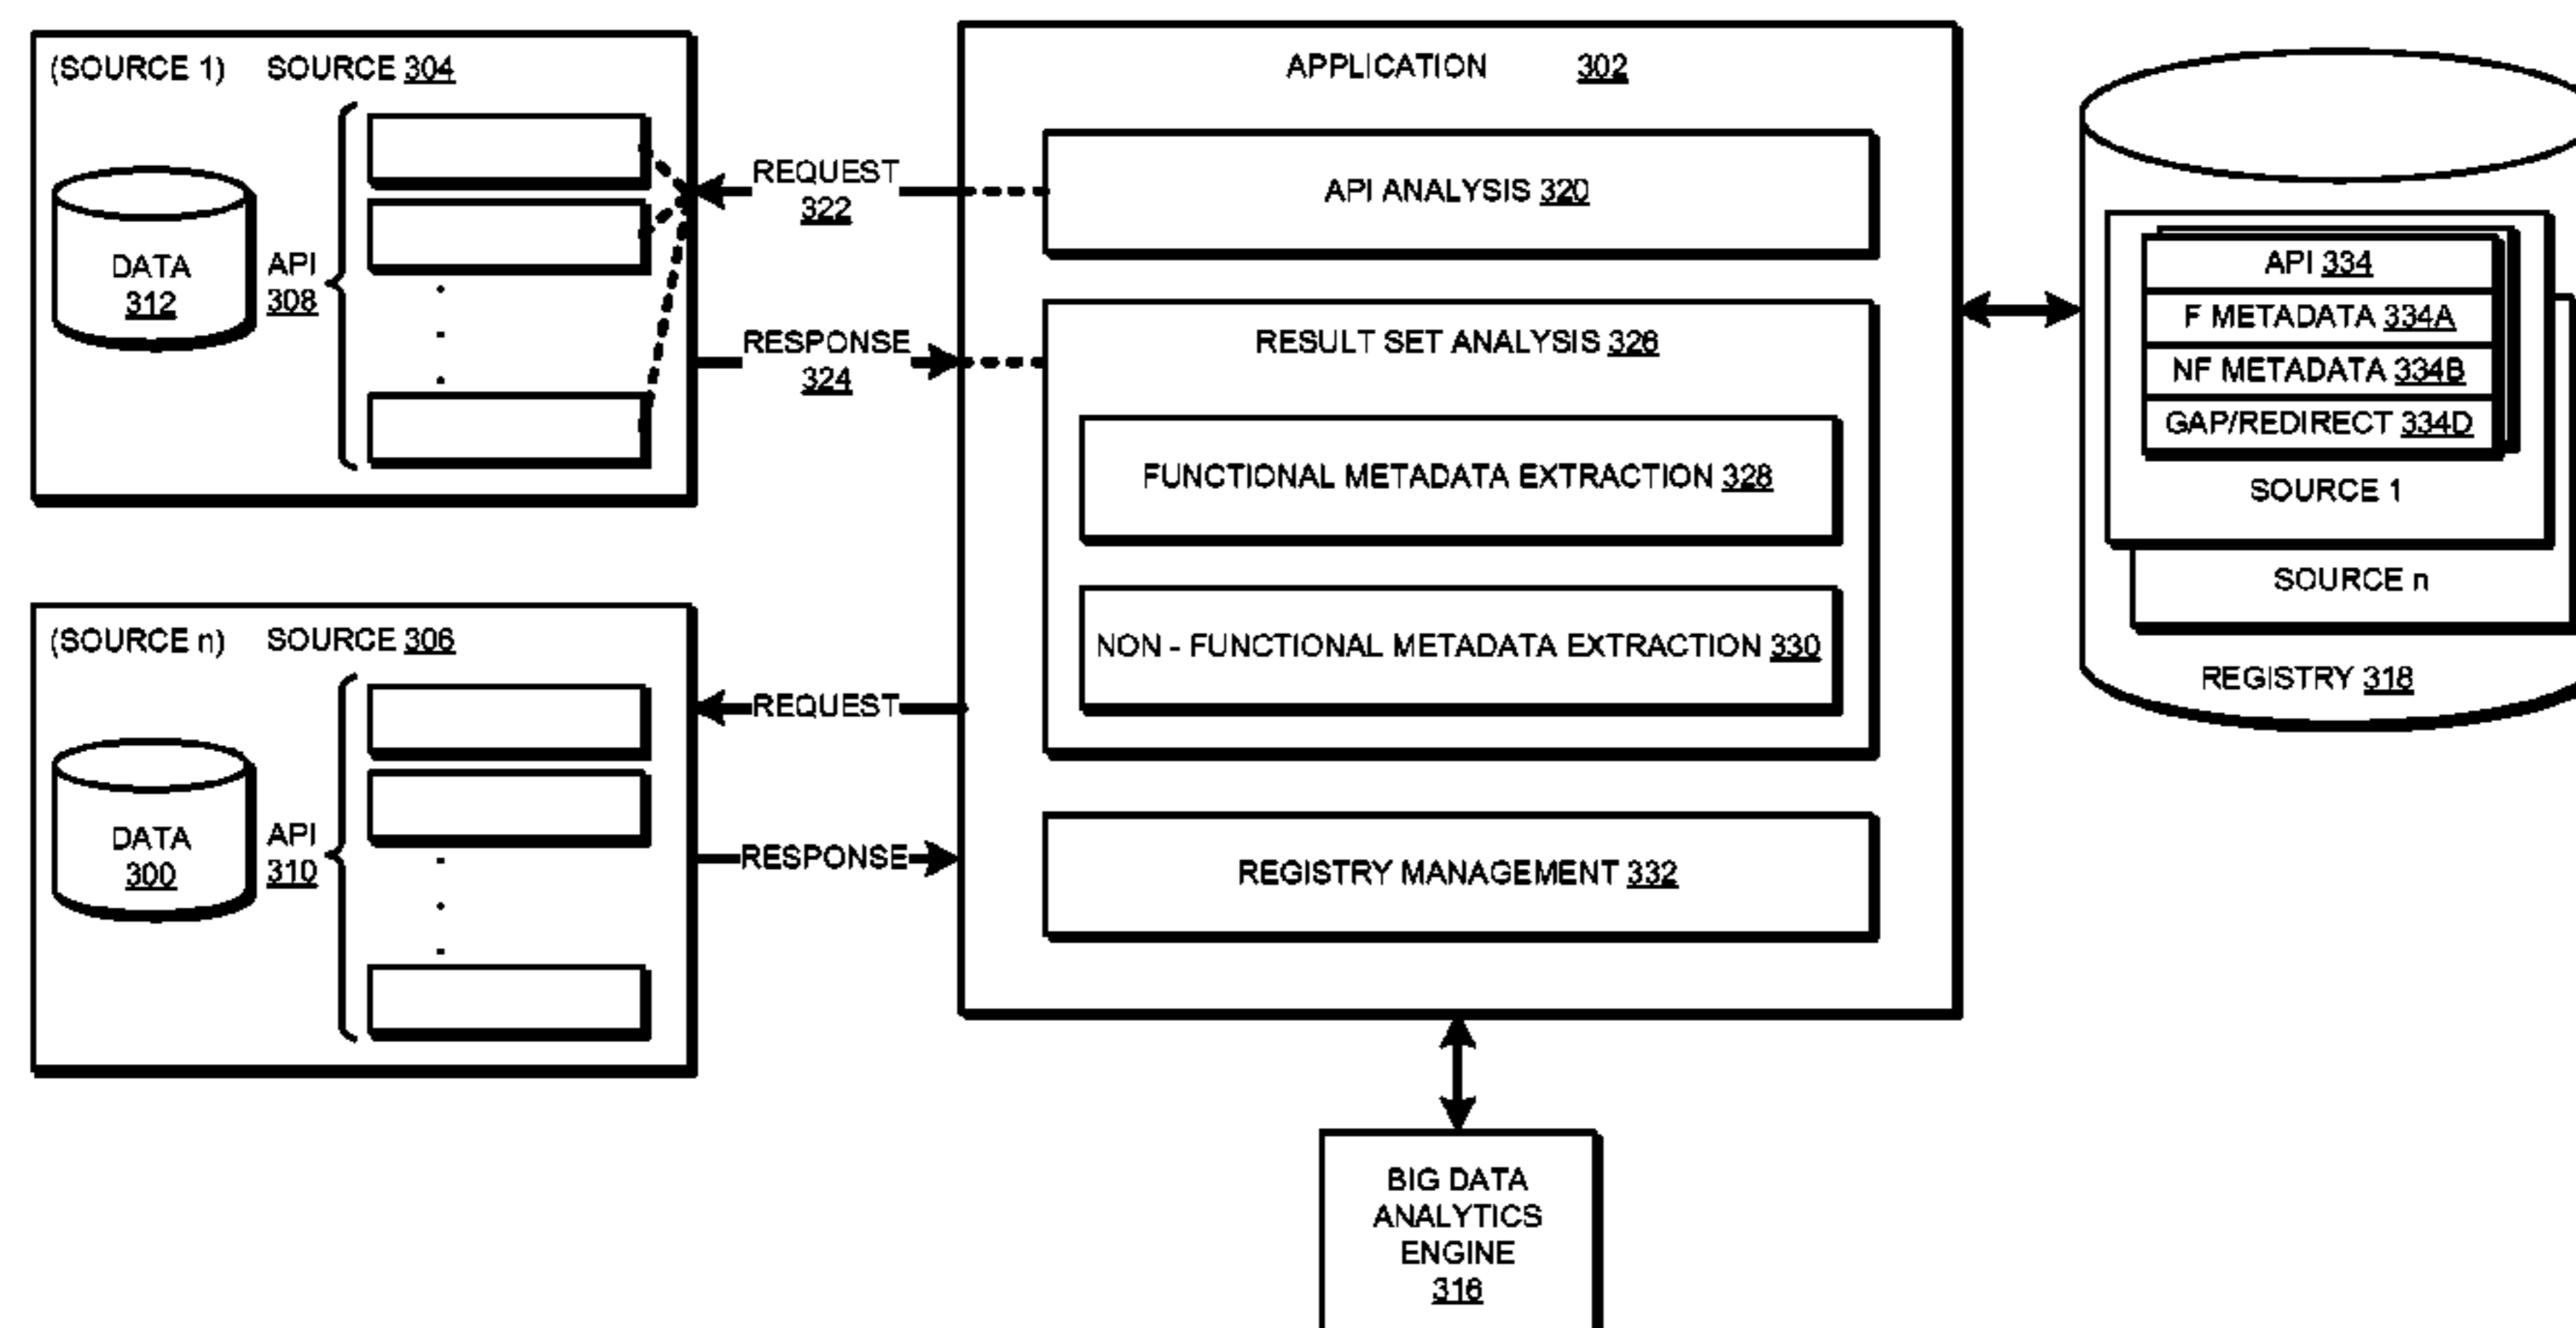 (SOURCE 1) SOURCE 304
DATA
312
API
308
REQUEST
322
RESPONSE
324
(SOURCE n) SOURCE 306
DATA
300
API
310
REQUEST
RESPONSE
APPLICATION 302
API ANALYSIS 320
RESULT SET ANALYSIS 326
FUNCTIONAL METADATA EXTRACTION 328
NON - FUNCTIONAL METADATA EXTRACTION 330
REGISTRY MANAGEMENT 332
BIG DATA
ANALYTICS
ENGINE
316
API 334
F METADATA 334A
NF METADATA 334B
GAP/REDIRECT 334D
SOURCE 1
SOURCE n
REGISTRY 318